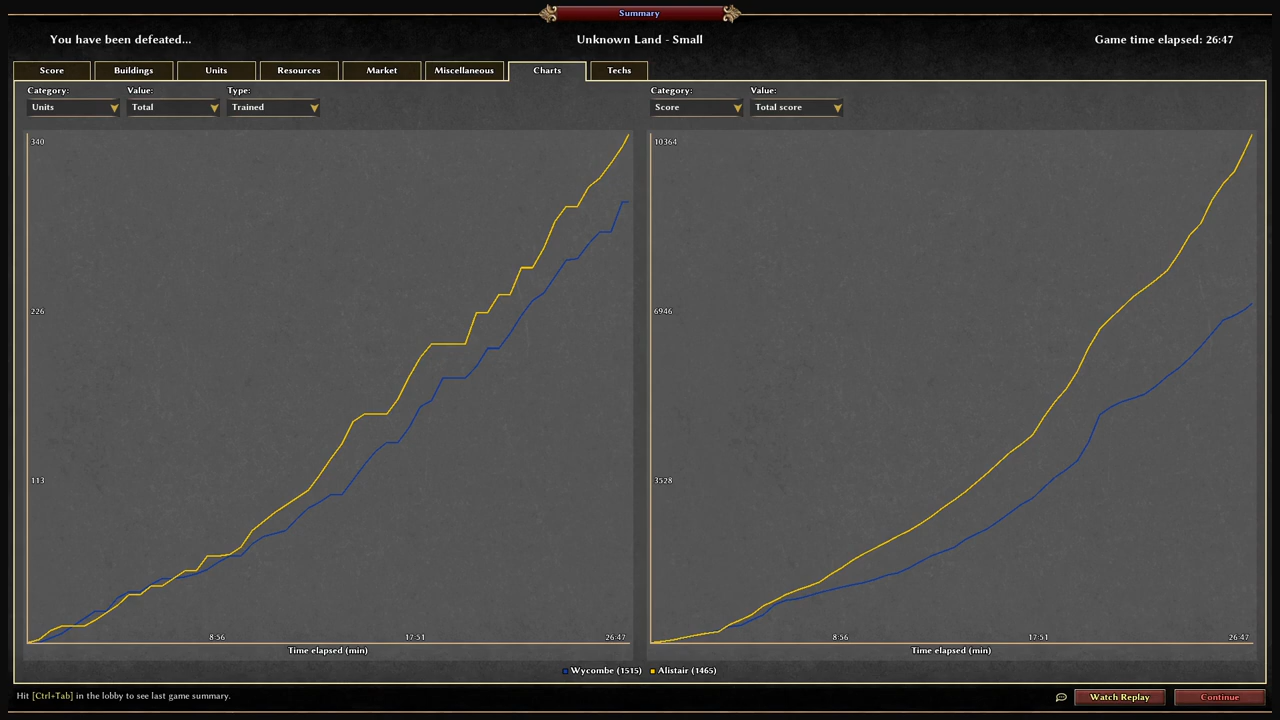 Summary
You have been defeated...
Unknown Land - Small
Game time elapsed: 26:47
Score
Buildings
Units
Resources
Market
Miscellaneous
Charts
Techs
Category:
Value:
Type:
Units
Total
Trained
Category:
Value:
Score
Total score
340
226
113
8:56
17:51
26:47
Time elapsed (min)
10364
6946
3528
8:56
17:51
26:47
Time elapsed (min)
Wycombe (1515)
Alistair (1465)
Hit [Ctrl+Tab] in the lobby to see last game summary.
Watch Replay
Continue